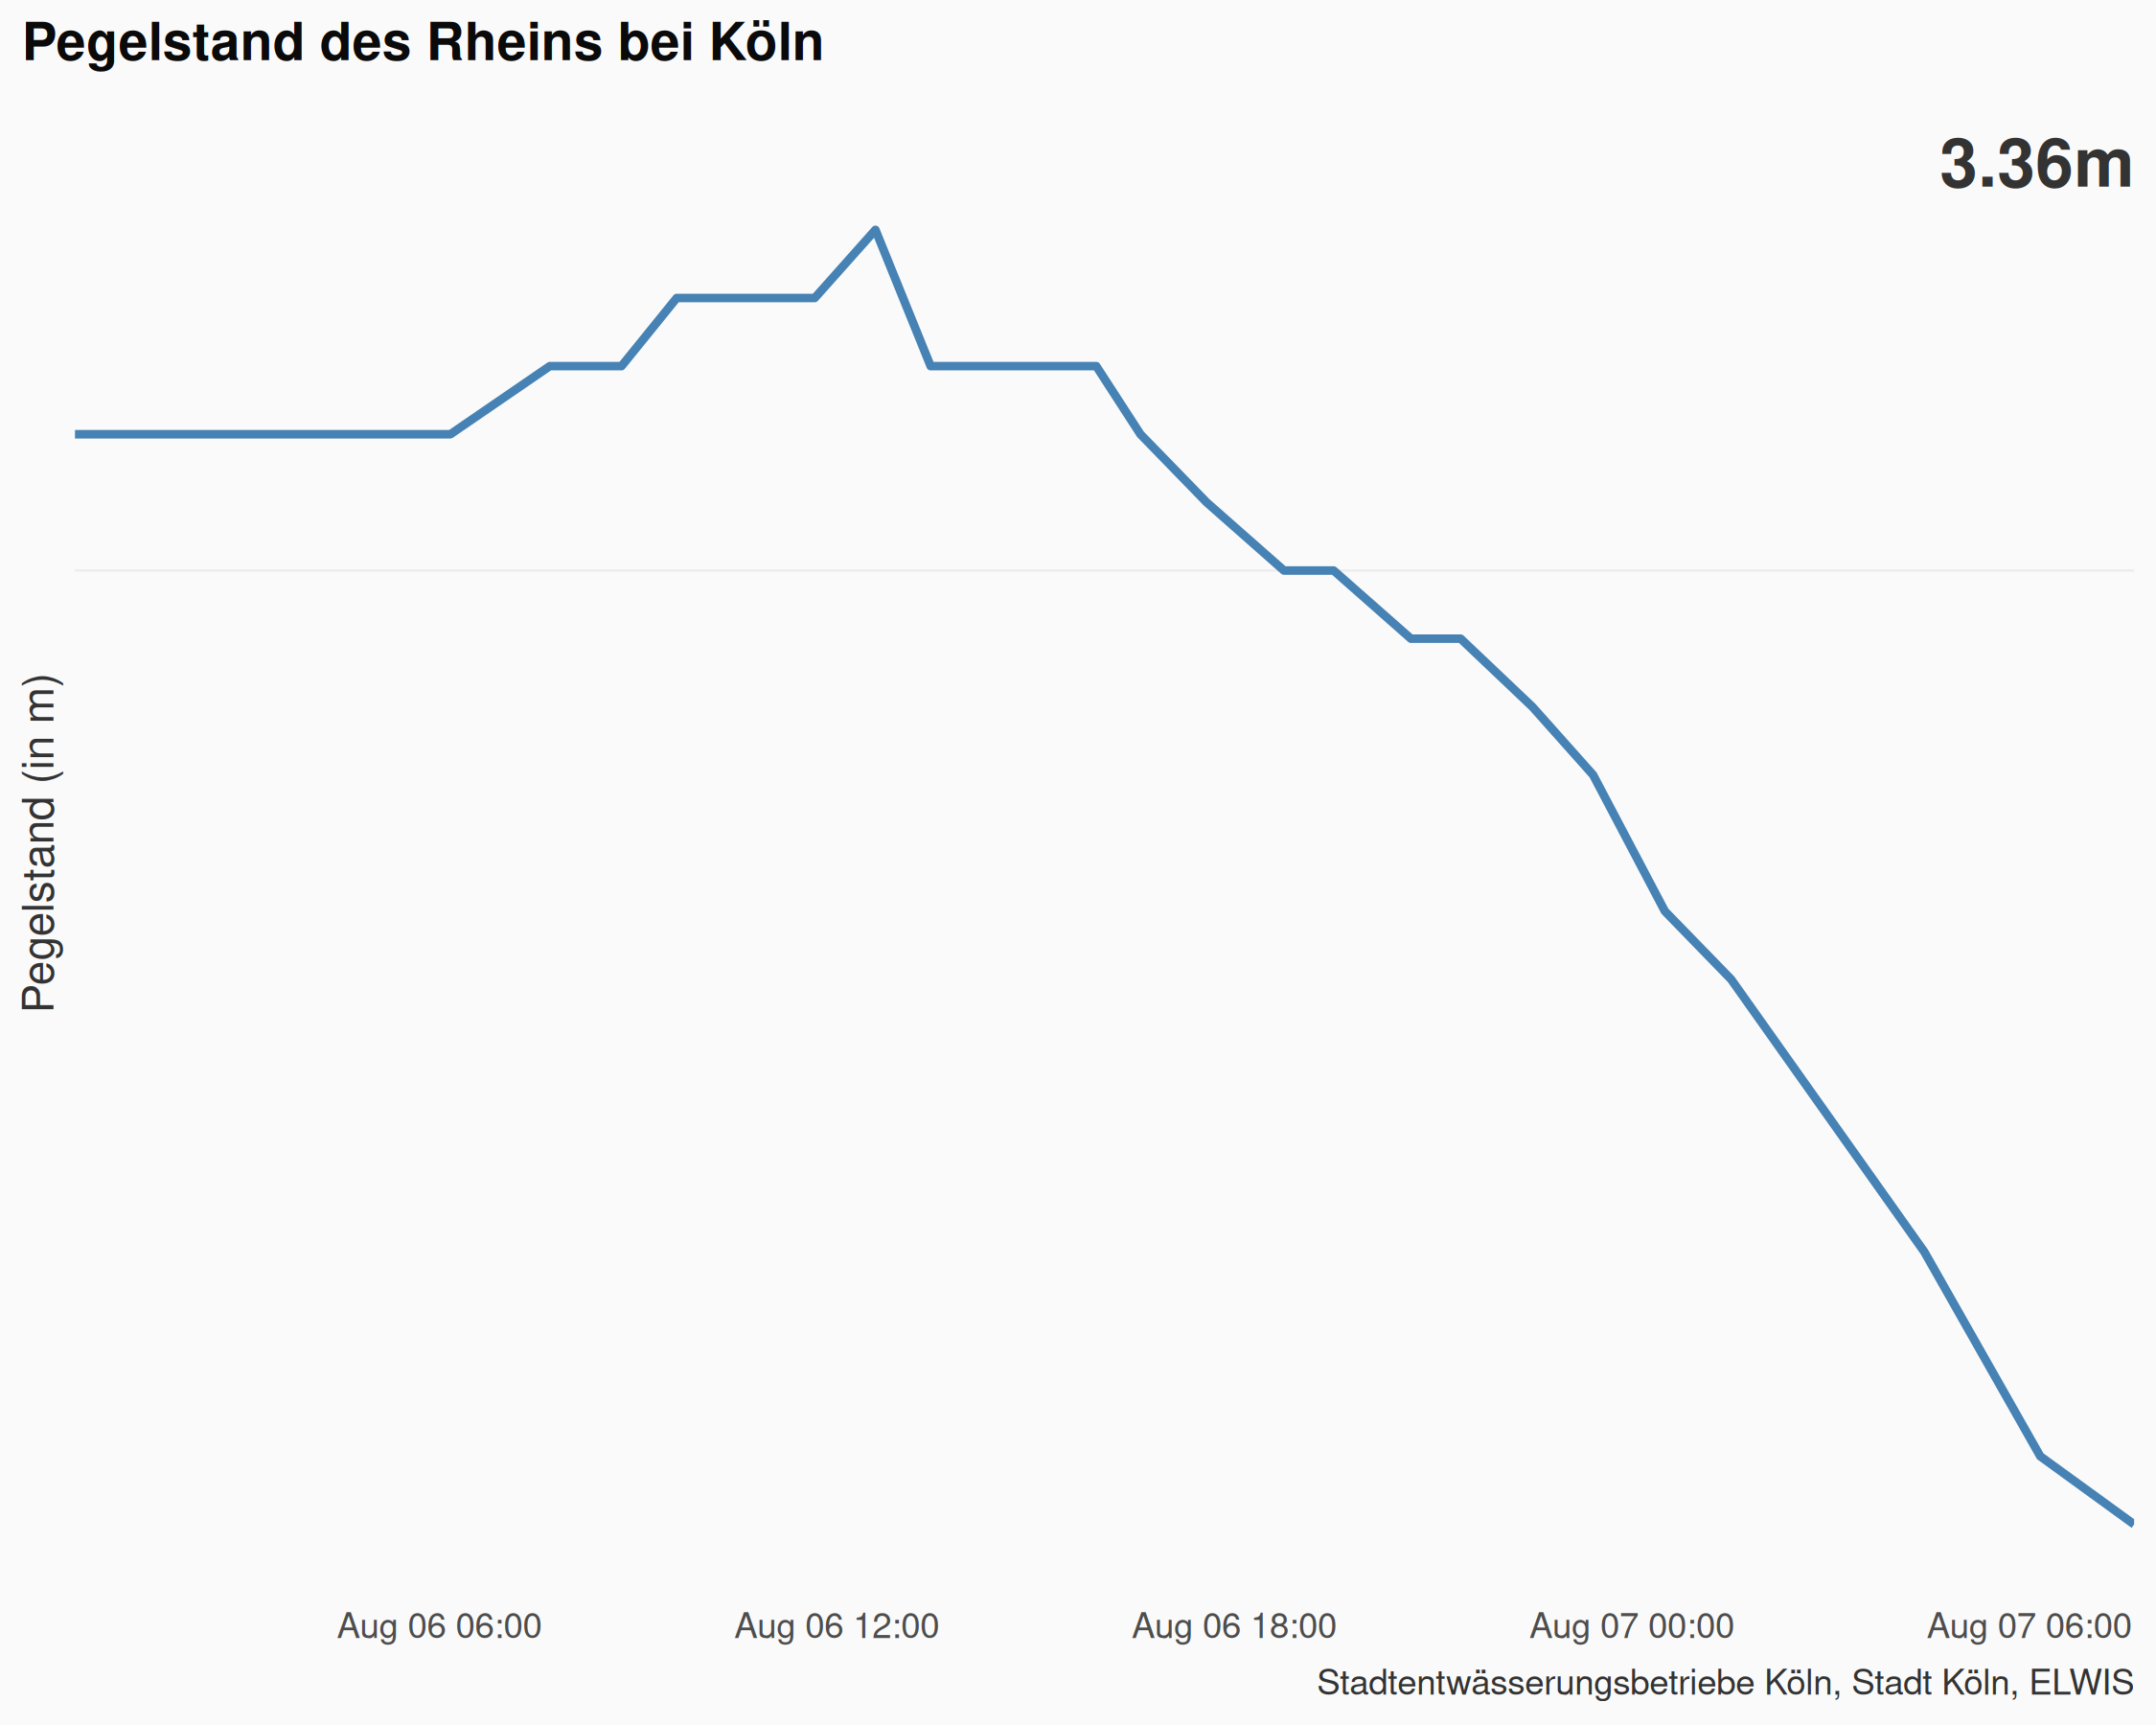 Pegelstand des Rheins bei Köln
3.36m
Pegelstand (in m)
Aug 06 06:00
Aug 06 12:00
Aug 06 18:00
Aug 07 00:00
Aug 07 06:00
Stadtentwässerungsbetriebe Köln, Stadt Köln, ELWIS